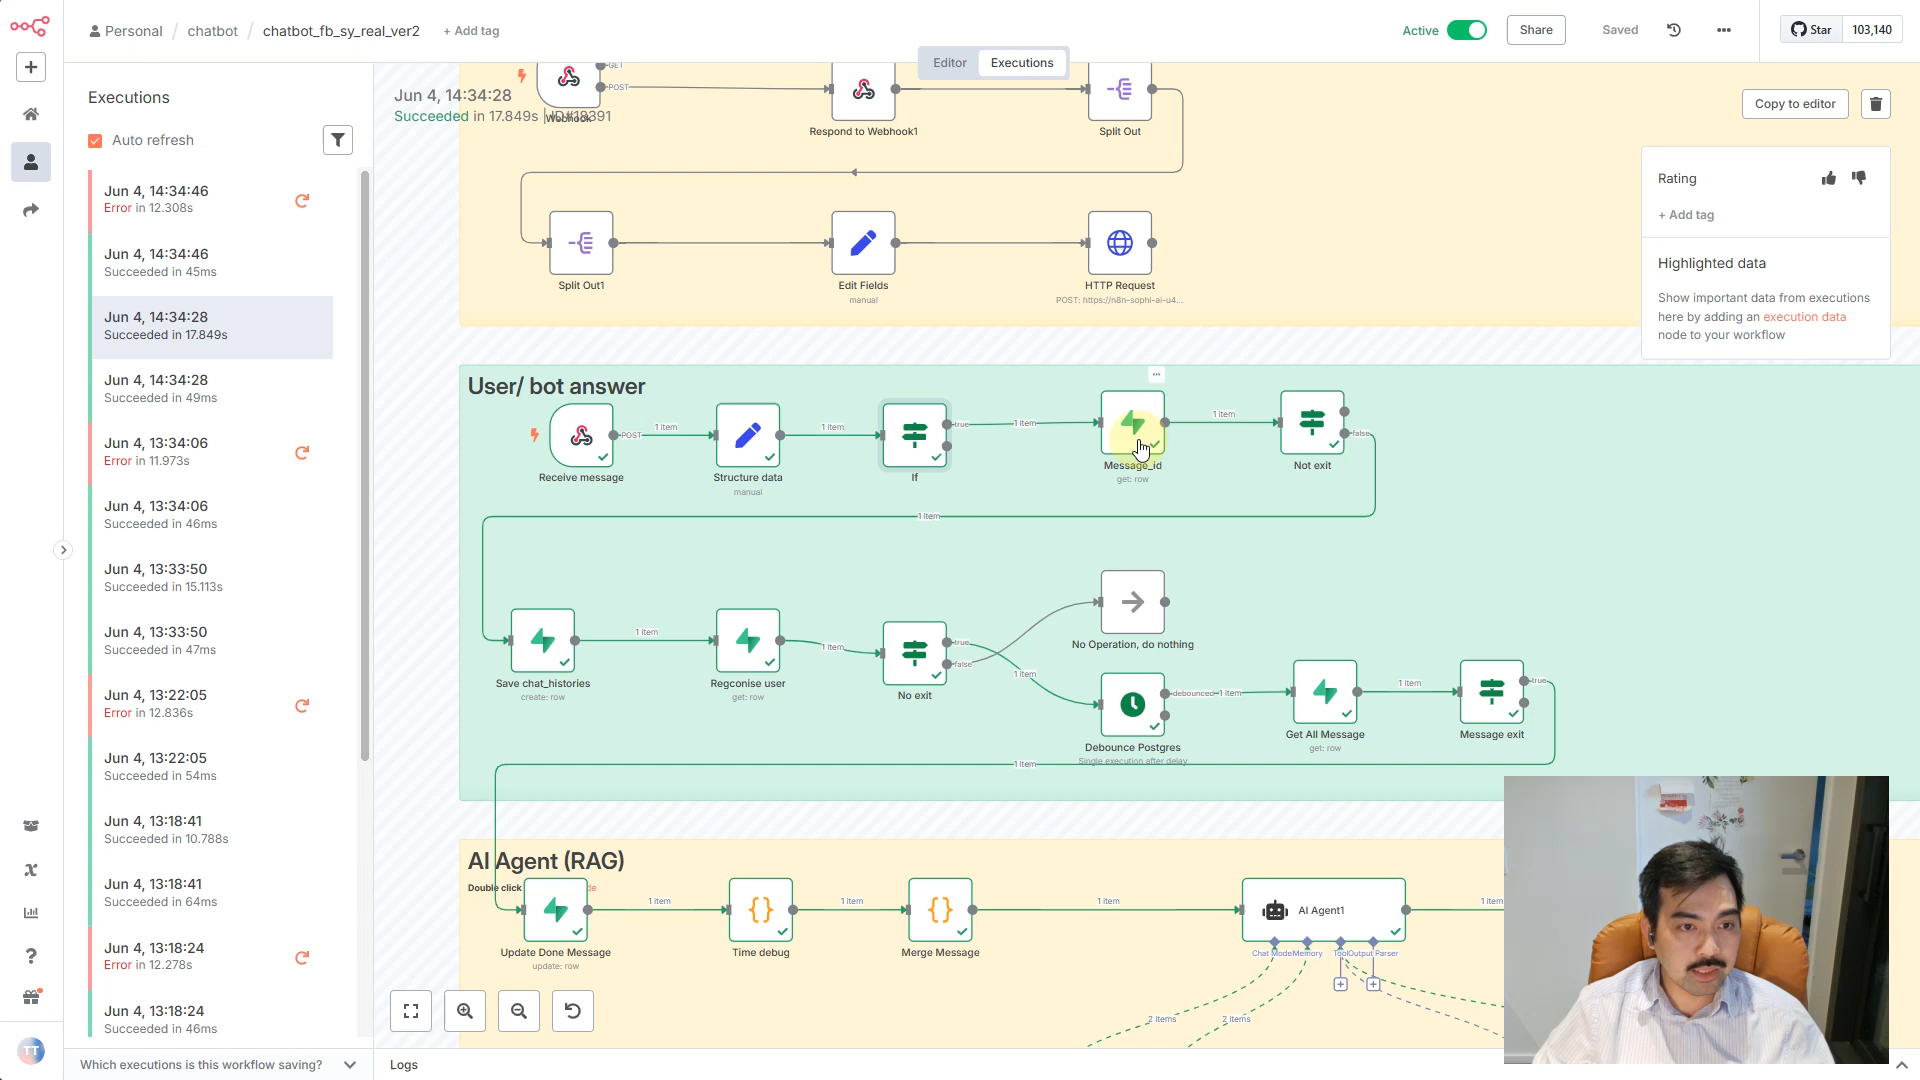 Personal / chatbot / chatbot_fb_sy_real_ver2 + Add tag
Active Share Saved Star 103,140
Editor Executions
Executions
Auto refresh
Jun 4, 14:34:46
Error in 12.308s
Jun 4, 14:34:46
Succeeded in 45ms
Jun 4, 14:34:28
Succeeded in 17.849s
Jun 4, 14:34:28
Succeeded in 49ms
Jun 4, 13:34:06
Error in 11.973s
Jun 4, 13:34:06
Succeeded in 46ms
Jun 4, 13:33:50
Succeeded in 15.113s
Jun 4, 13:33:50
Succeeded in 47ms
Jun 4, 13:22:05
Error in 12.836s
Jun 4, 13:22:05
Succeeded in 54ms
Jun 4, 13:18:41
Succeeded in 10.788s
Jun 4, 13:18:41
Succeeded in 64ms
Jun 4, 13:18:24
Error in 12.278s
Jun 4, 13:18:24
Succeeded in 46ms
Which executions is this workflow saving?
TT
Jun 4, 14:34:28
Succeeded in 17.849s | ID#18391
Copy to editor
GET
POST
Webhook
Respond to Webhook1
Split Out
Split Out1
Edit Fields
manual
HTTP Request
POST: https://n8n-sophi-ai-u4...
Rating
+ Add tag
Highlighted data
Show important data from executions
here by adding an execution data
node to your workflow
User/ bot answer
POST
1 item
1 item
true
1 item
1 item
false
Receive message
Structure data
manual
If
Message_id
get: row
Not exit
1 item
1 item
1 item
true
false
1 item
No Operation, do nothing
Save chat_histories
create: row
Regconise user
get: row
No exit
debounced
1 item
1 item
true
Debounce Postgres
Single execution after delay
Get All Message
get: row
Message exit
1 item
AI Agent (RAG)
Double click
de
1 item
1 item
1 item
AI Agent1
1 item
Update Done Message
update: row
Time debug
Merge Message
Chat Mode
Memory
Tool
Output Parser
2 items
2 items
Logs